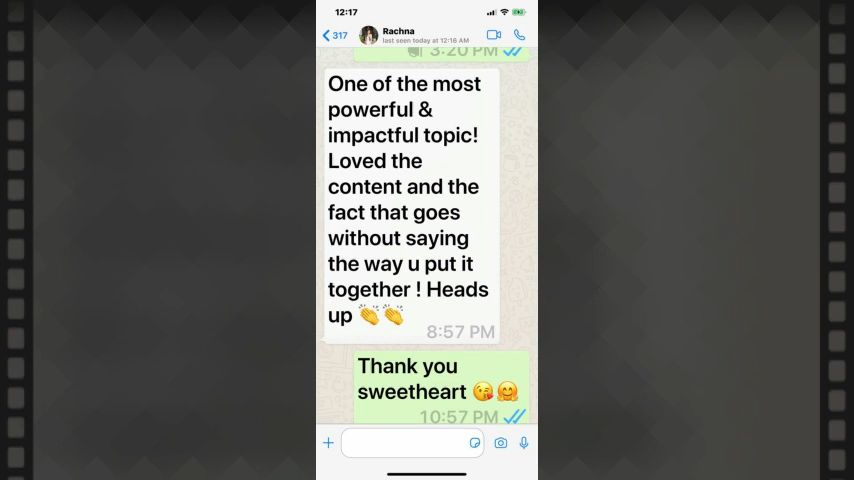 12:17
317
Rachna
last seen today at 12:16 AM
3:20 PM
One of the most
powerful &
impactful topic!
Loved the
content and the
fact that goes
without saying
the way u put it
together ! Heads
up 👏👏
8:57 PM
Thank you
sweetheart 😘🤗
10:57 PM